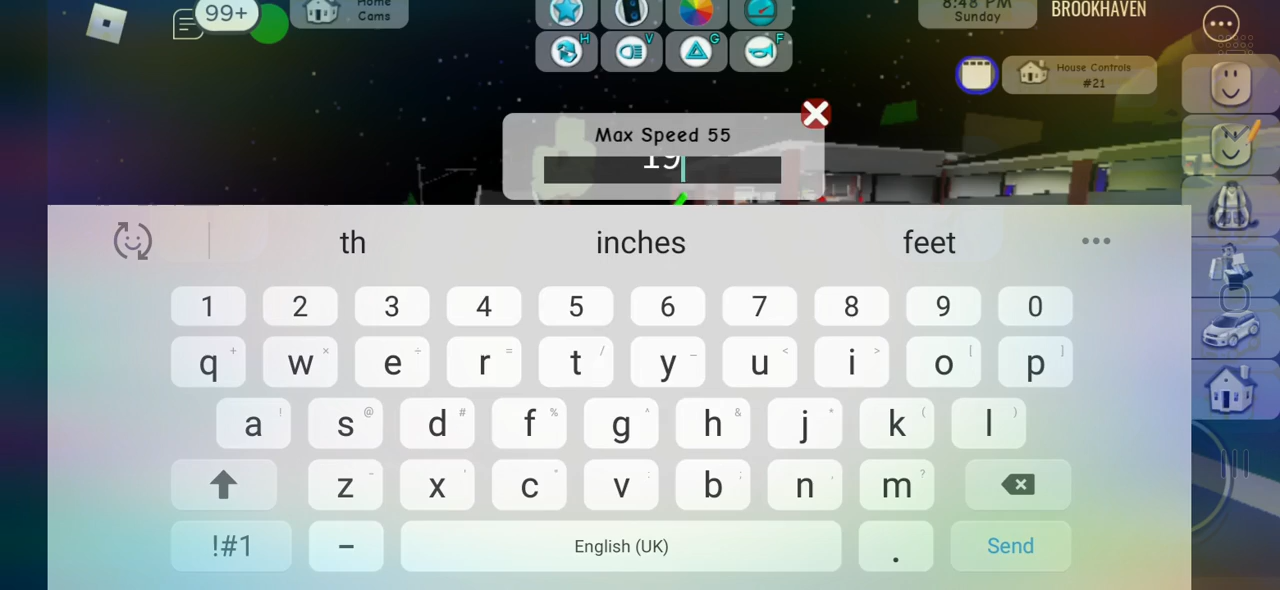 99+
Home
Cams
8:48 PM
Sunday
BROOKHAVEN
H
V
G
F
House Controls
#21
Max Speed 55
19
th
inches
feet
1 2 3 4 5 6 7 8 9 0
q + w × e ÷ r = t / y _ u < i > o [ p ]
a ! s @ d # f % g ^ h & j * k ( l )
z - x ' c " v : b ; n , m ?
!#1 – English (UK) . Send